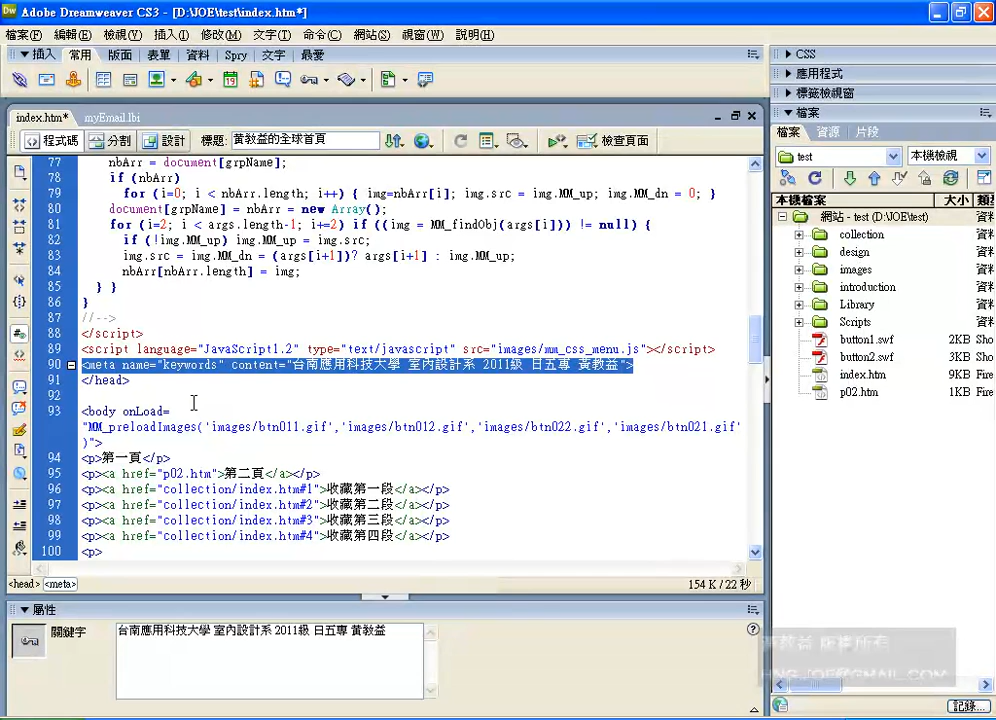 Adobe Dreamweaver CS3 - [D:\JOE\test\index.htm*]
檔案(F) 編輯(E) 檢視(V) 插入(I) 修改(M) 文字(T) 命令(C) 網站(S) 視窗(W) 說明(H)
插入 常用 版面 表單 資料 Spry 文字 最愛
CSS
應用程式
標籤檢視窗
檔案
檔案 資源 片段
test 本機檢視
本機檔案 大小 類型
網站 - test (D:\JOE\test)
collection
design
images
introduction
Library
Scripts
button1.swf 2KB
button2.swf 3KB
index.htm 9KB
p02.htm 1KB
記錄...
index.htm* myEmail.lbi
程式碼 分割 設計 標題: 黃教益的全球首頁 檢查頁面
77 nbArr = document[grpName];
78 if (nbArr)
79 for (i=0; i < nbArr.length; i++) { img=nbArr[i]; img.src = img.MM_up; img.MM_dn = 0; }
80 document[grpName] = nbArr = new Array();
81 for (i=2; i < args.length-1; i+=2) if ((img = MM_findObj(args[i])) != null) {
82 if (!img.MM_up) img.MM_up = img.src;
83 img.src = img.MM_dn = (args[i+1])? args[i+1] : img.MM_up;
84 nbArr[nbArr.length] = img;
85 } }
86 }
87 //-->
88 </script>
89 <script language="JavaScript1.2" type="text/javascript" src="images/mm_css_menu.js"></script>
90 <meta name="keywords" content="台南應用科技大學 室內設計系 2011級 日五專 黃教益">
91 </head>
92
93 <body onLoad=
"MM_preloadImages('images/btn011.gif','images/btn012.gif','images/btn022.gif','images/btn021.gif'
)">
94 <p>第一頁</p>
95 <p><a href="p02.htm">第二頁</a></p>
96 <p><a href="collection/index.htm#1">收藏第一段</a></p>
97 <p><a href="collection/index.htm#2">收藏第二段</a></p>
98 <p><a href="collection/index.htm#3">收藏第三段</a></p>
99 <p><a href="collection/index.htm#4">收藏第四段</a></p>
100 <p>
<head> <meta> 154 K / 22 秒
屬性
關鍵字 台南應用科技大學 室內設計系 2011級 日五專 黃教益
黃教益 版權所有
HNG.JOE@GMAIL.COM